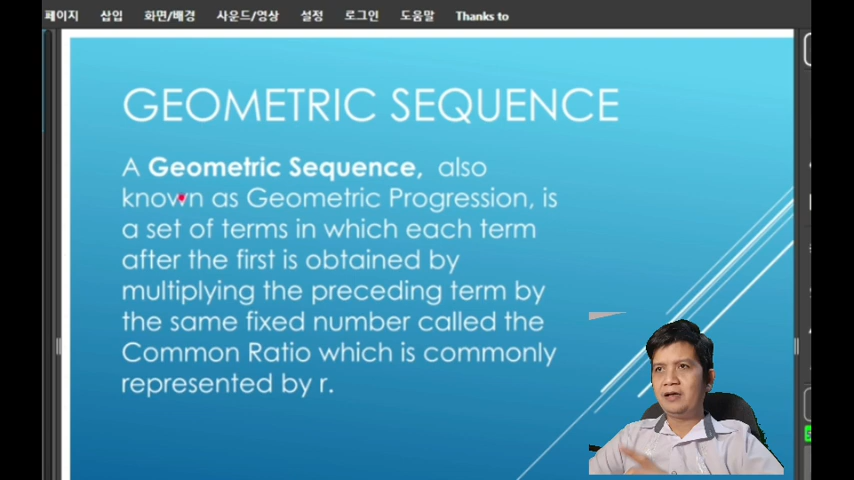 페이지 삽입 화면/배경 사운드/영상 설정 로그인 도움말 Thanks to
GEOMETRIC SEQUENCE
A Geometric Sequence, also
known as Geometric Progression, is
a set of terms in which each term
after the first is obtained by
multiplying the preceding term by
the same fixed number called the
Common Ratio which is commonly
represented by r.